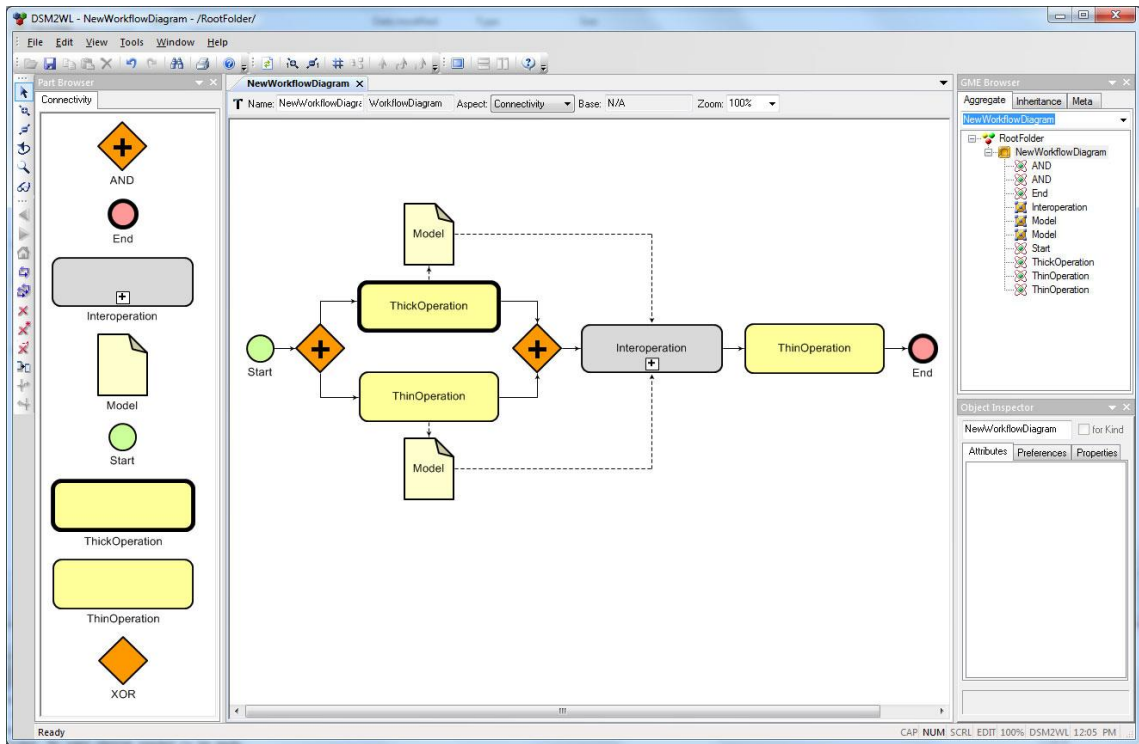 DSM2WL - NewWorkflowDiagram - /RootFolder/
File Edit View Tools Window Help
Part Browser
Connectivity
AND
End
Interoperation
Model
Start
ThickOperation
ThinOperation
XOR
NewWorkflowDiagram
Name: NewWorkflowDiagra WorkflowDiagram Aspect: Connectivity Base: N/A Zoom: 100%
Model
ThickOperation
Start
Interoperation
ThinOperation
End
ThinOperation
Model
GME Browser
Aggregate Inheritance Meta
NewWorkflowDiagram
RootFolder
NewWorkflowDiagram
AND
AND
End
Interoperation
Model
Model
Start
ThickOperation
ThinOperation
ThinOperation
Object Inspector
NewWorkflowDiagram for Kind
Attributes Preferences Properties
Ready
CAP NUM SCRL EDIT 100% DSM2WL 12:05 PM